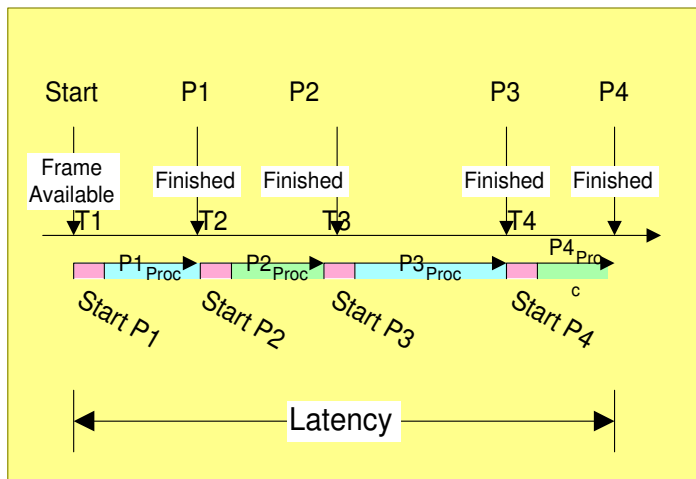 Start P1 P2 P3 P4
Frame
Available
Finished Finished Finished Finished
T1 T2 T3 T4
P1Proc P2Proc P3Proc P4Pro
c
Start P1 Start P2 Start P3 Start P4
Latency